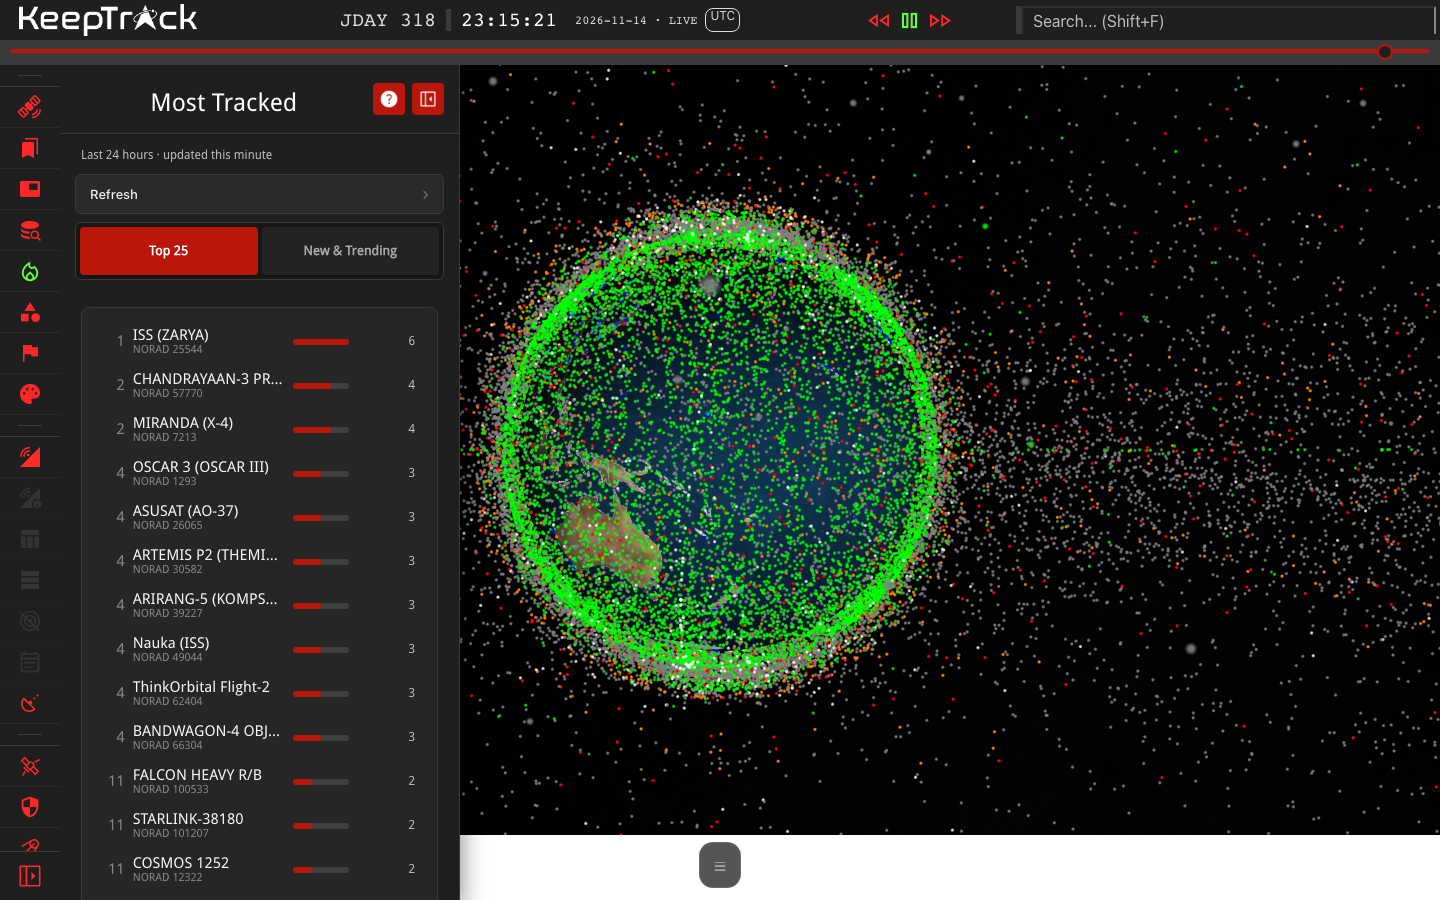 KeepTrack
JDAY 318
23:15:21
2026-11-14 · LIVE
UTC
Search... (Shift+F)
Most Tracked
Last 24 hours · updated this minute
Refresh
Top 25
New & Trending
1 ISS (ZARYA) 6
NORAD 25544
2 CHANDRAYAAN-3 PR... 4
NORAD 57770
2 MIRANDA (X-4) 4
NORAD 7213
4 OSCAR 3 (OSCAR III) 3
NORAD 1293
4 ASUSAT (AO-37) 3
NORAD 26065
4 ARTEMIS P2 (THEMI... 3
NORAD 30582
4 ARIRANG-5 (KOMPS... 3
NORAD 39227
4 Nauka (ISS) 3
NORAD 49044
4 ThinkOrbital Flight-2 3
NORAD 62404
4 BANDWAGON-4 OBJ... 3
NORAD 66304
11 FALCON HEAVY R/B 2
NORAD 100533
11 STARLINK-38180 2
NORAD 101207
11 COSMOS 1252 2
NORAD 12322